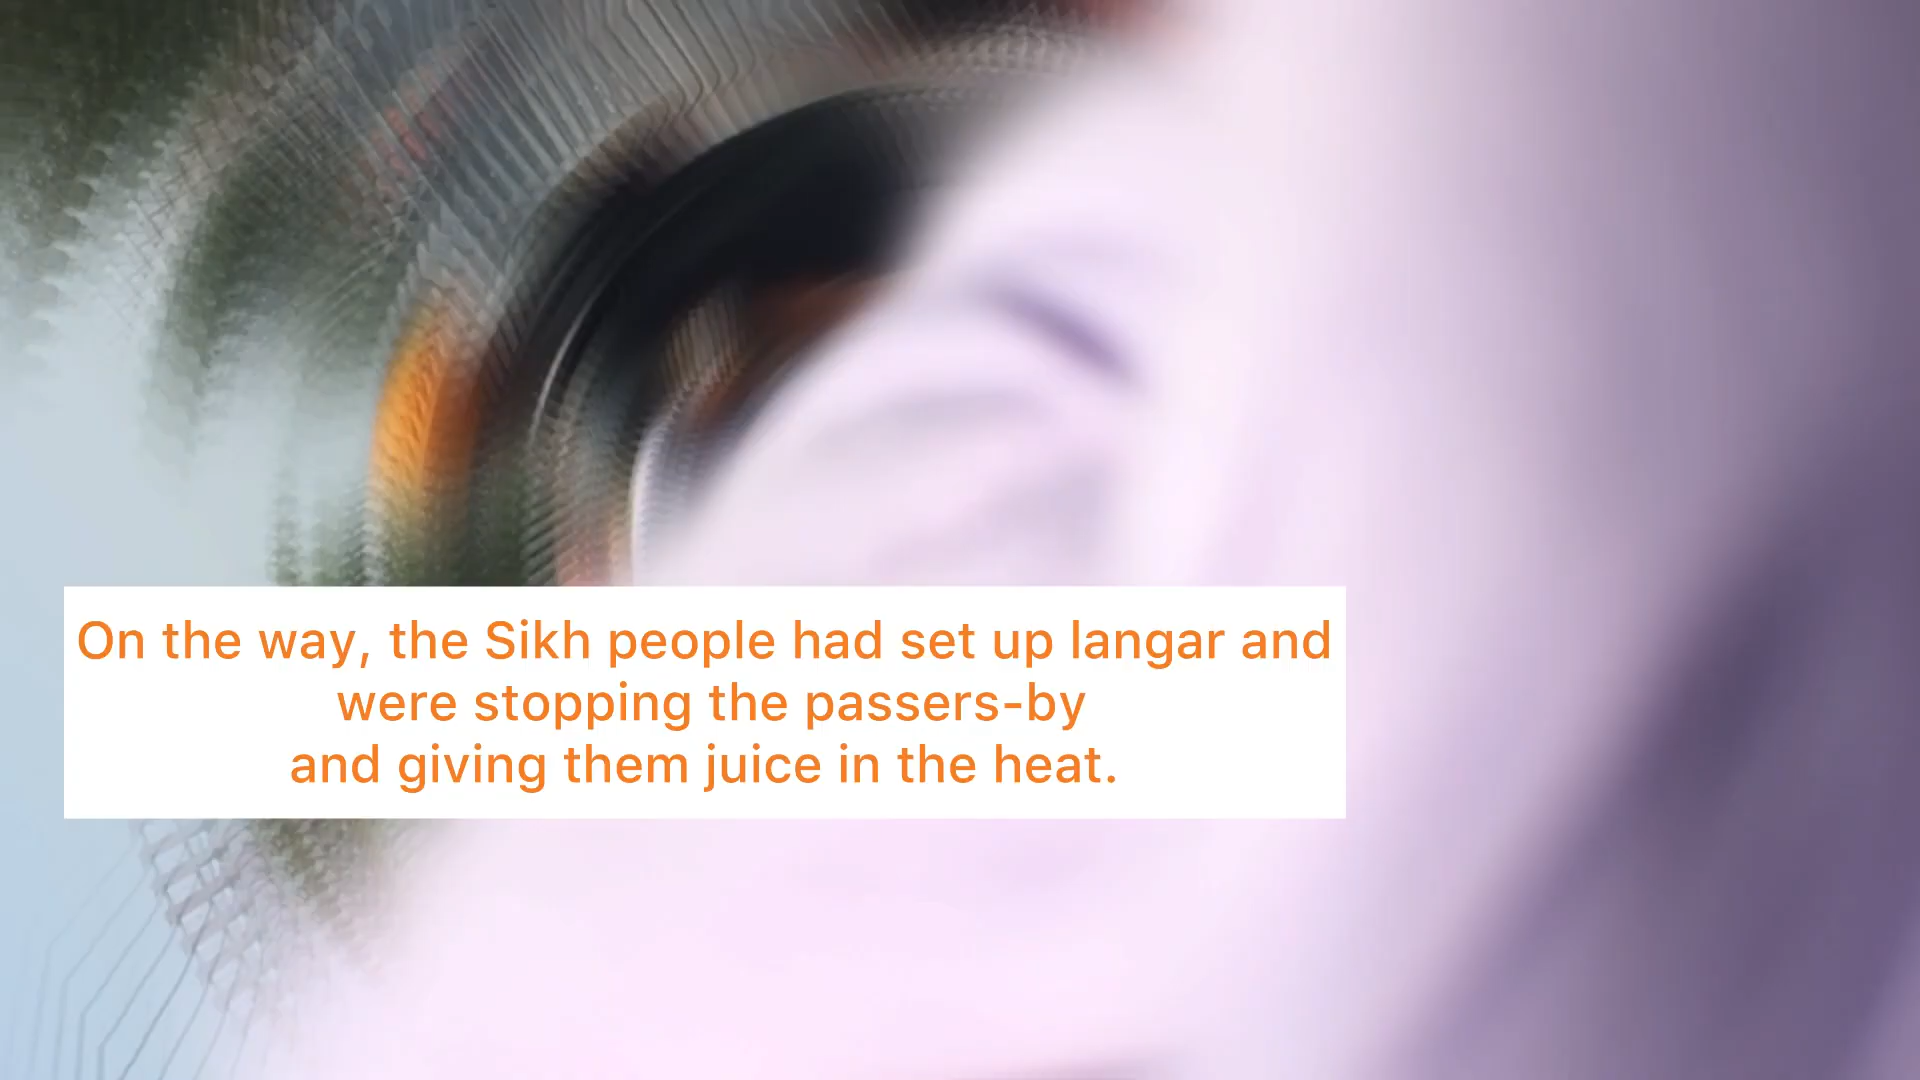 On the way, the Sikh people had set up langar and
were stopping the passers-by
and giving them juice in the heat.